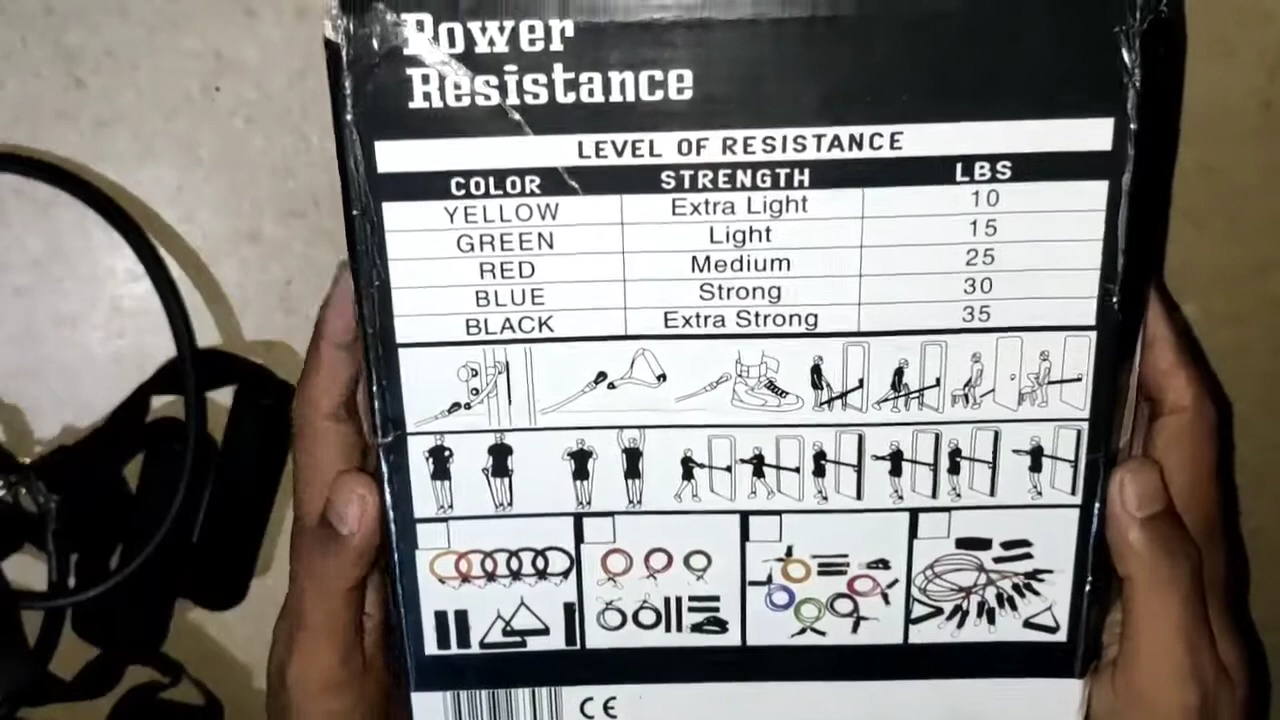 Power
Resistance
LEVEL OF RESISTANCE
COLOR STRENGTH LBS
YELLOW Extra Light 10
GREEN Light 15
RED Medium 25
BLUE Strong 30
BLACK Extra Strong 35
CE